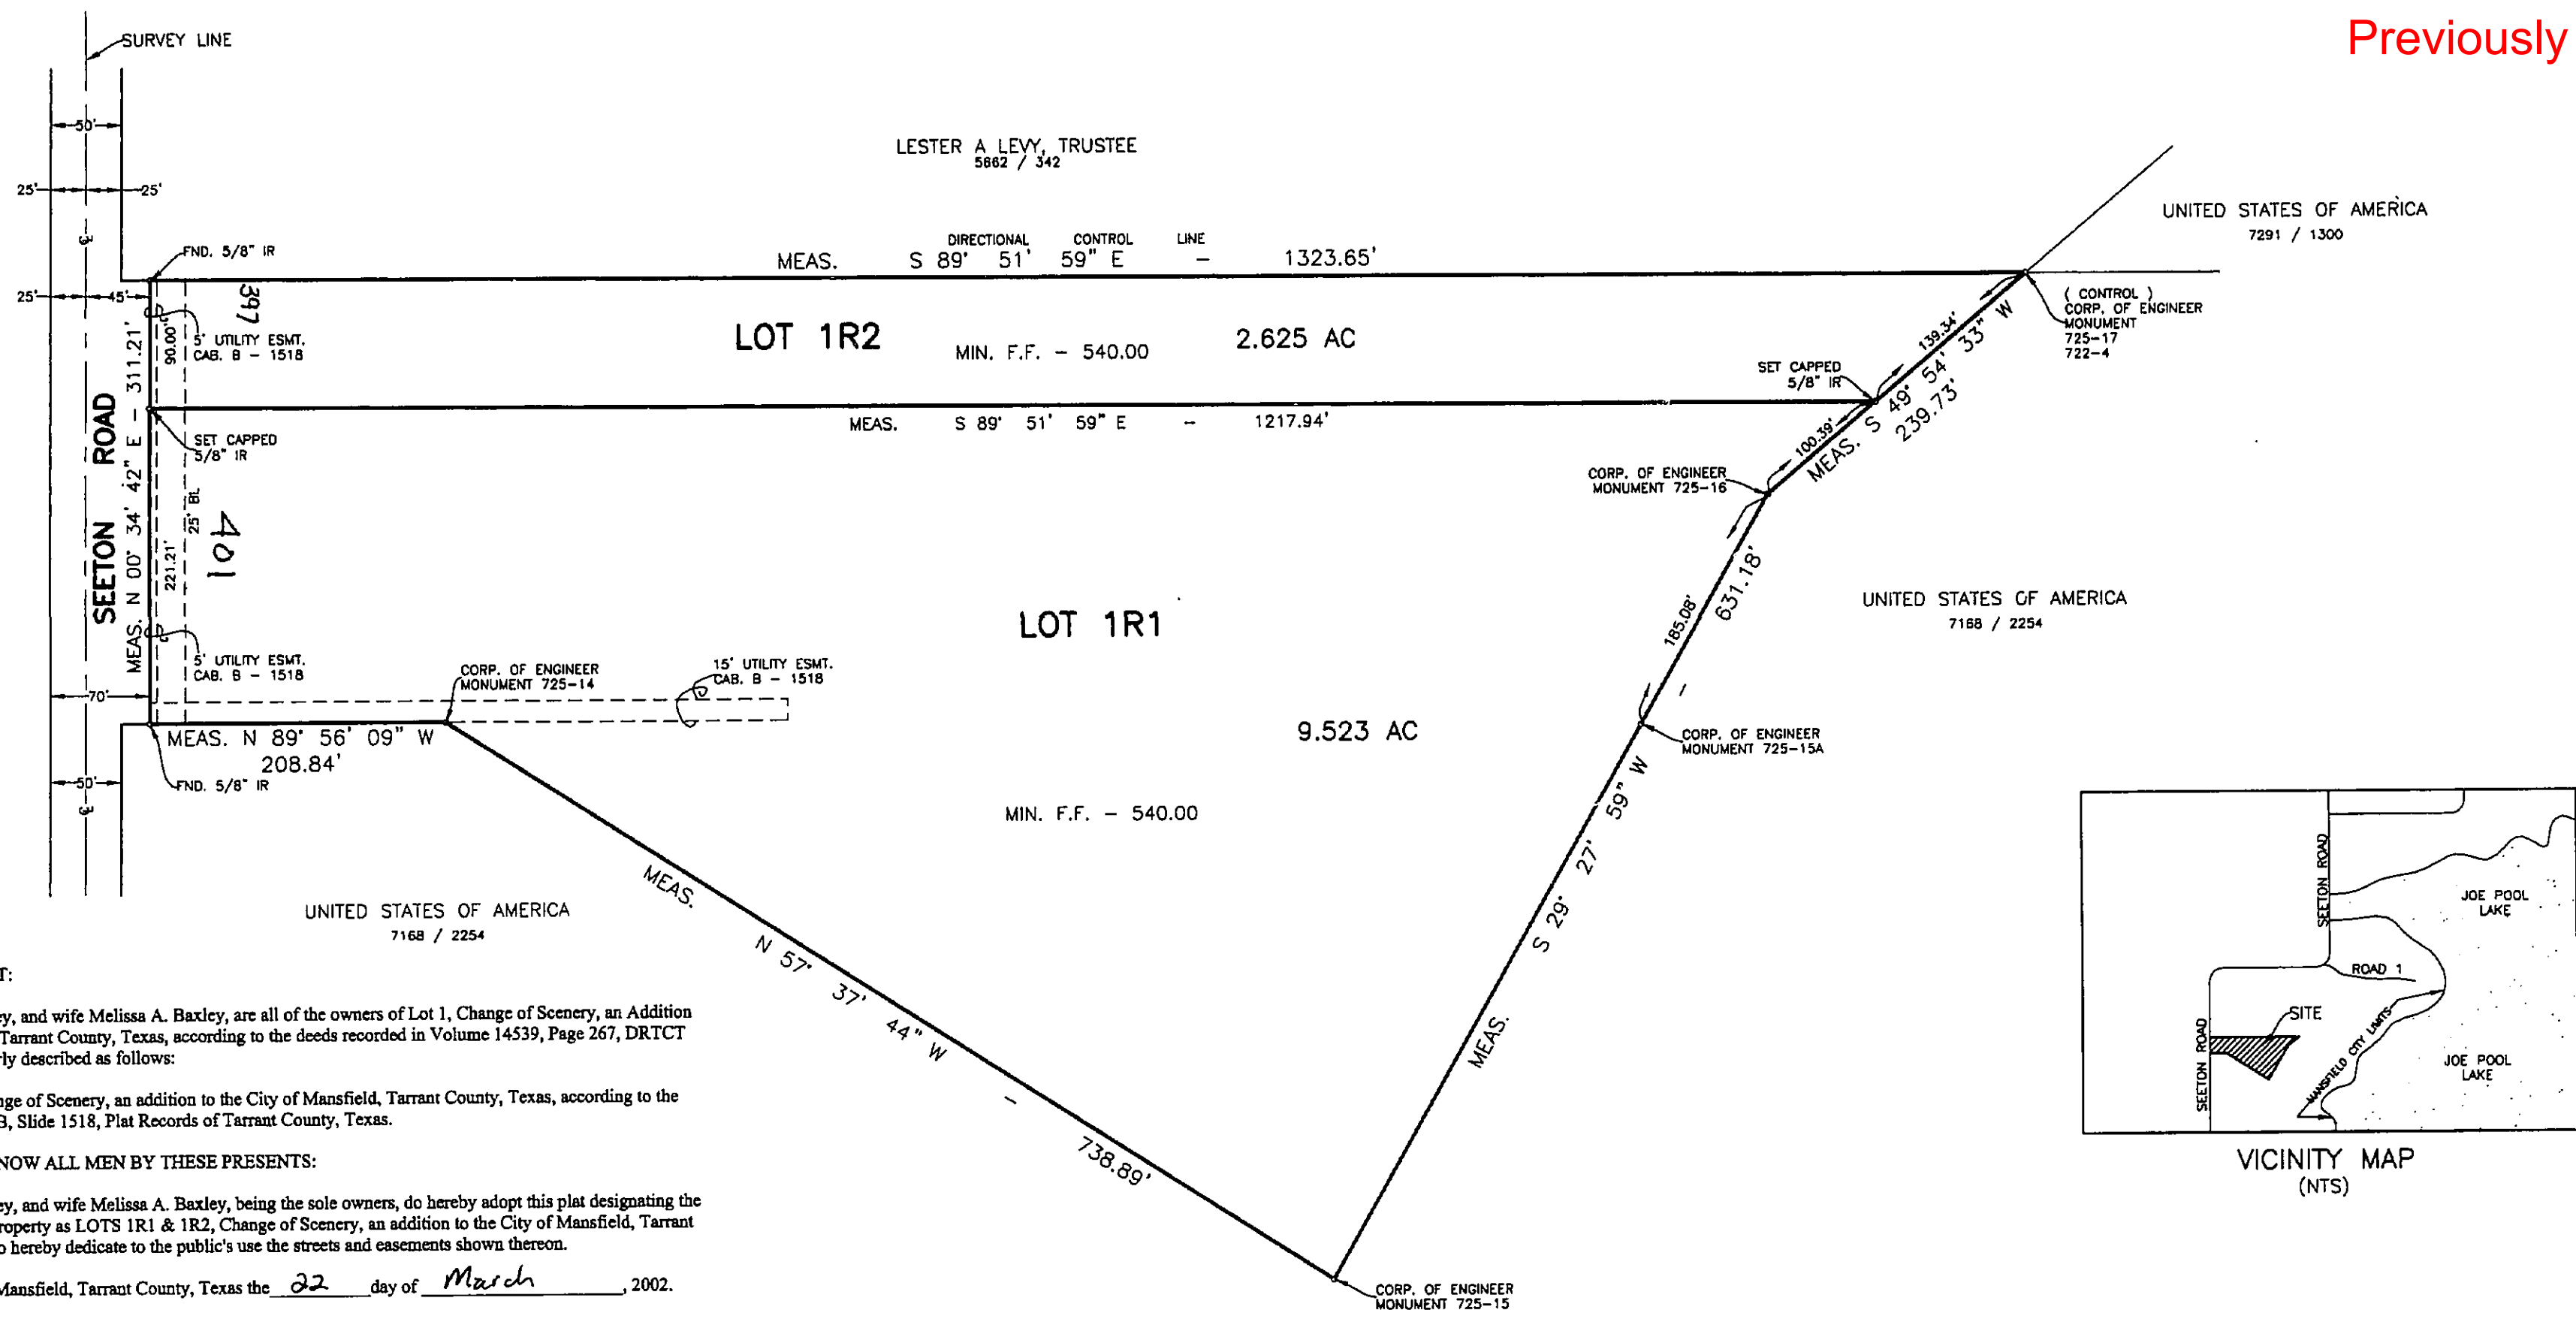 Previously
SURVEY LINE
50'
25'
25'
LESTER A LEVY, TRUSTEE
5662 / 342
UNITED STATES OF AMERICA
7291 / 1300
FND. 5/8" IR
DIRECTIONAL CONTROL LINE
MEAS. S 89° 51' 59" E – 1323.65'
25'
45'
397
90.00'
5' UTILITY ESMT.
CAB. B – 1518
LOT 1R2
MIN. F.F. – 540.00
2.625 AC
( CONTROL )
CORP. OF ENGINEER
MONUMENT
725-17
722-4
139.34'
SET CAPPED
5/8" IR
MEAS. S 49° 54' 33" W
239.73'
100.39'
MEAS. S 89° 51' 59" E – 1217.94'
SET CAPPED
5/8" IR
SEETON ROAD
MEAS. N 00° 34' 42" E – 311.21'
221.21'
25' BL
401
CORP. OF ENGINEER
MONUMENT 725-16
LOT 1R1
185.08'
631.18'
UNITED STATES OF AMERICA
7168 / 2254
5' UTILITY ESMT.
CAB. B – 1518
CORP. OF ENGINEER
MONUMENT 725-14
15' UTILITY ESMT.
CAB. B – 1518
70'
MEAS. N 89° 56' 09" W
208.84'
FND. 5/8" IR
50'
9.523 AC
CORP. OF ENGINEER
MONUMENT 725-15A
MIN. F.F. – 540.00
MEAS. S 29° 27' 59" W –
MEAS. N 57° 37' 44" W – 738.89'
UNITED STATES OF AMERICA
7168 / 2254
CORP. OF ENGINEER
MONUMENT 725-15
SEETON ROAD
JOE POOL
LAKE
ROAD 1
SITE
MANSFIELD CITY LIMITS
SEETON ROAD
JOE POOL
LAKE
VICINITY MAP
(NTS)
T:
ey, and wife Melissa A. Baxley, are all of the owners of Lot 1, Change of Scenery, an Addition
Tarrant County, Texas, according to the deeds recorded in Volume 14539, Page 267, DRTCT
rly described as follows:
nge of Scenery, an addition to the City of Mansfield, Tarrant County, Texas, according to the
B, Slide 1518, Plat Records of Tarrant County, Texas.
NOW ALL MEN BY THESE PRESENTS:
ey, and wife Melissa A. Baxley, being the sole owners, do hereby adopt this plat designating the
roperty as LOTS 1R1 & 1R2, Change of Scenery, an addition to the City of Mansfield, Tarrant
o hereby dedicate to the public's use the streets and easements shown thereon.
Mansfield, Tarrant County, Texas the 22 day of March, 2002.